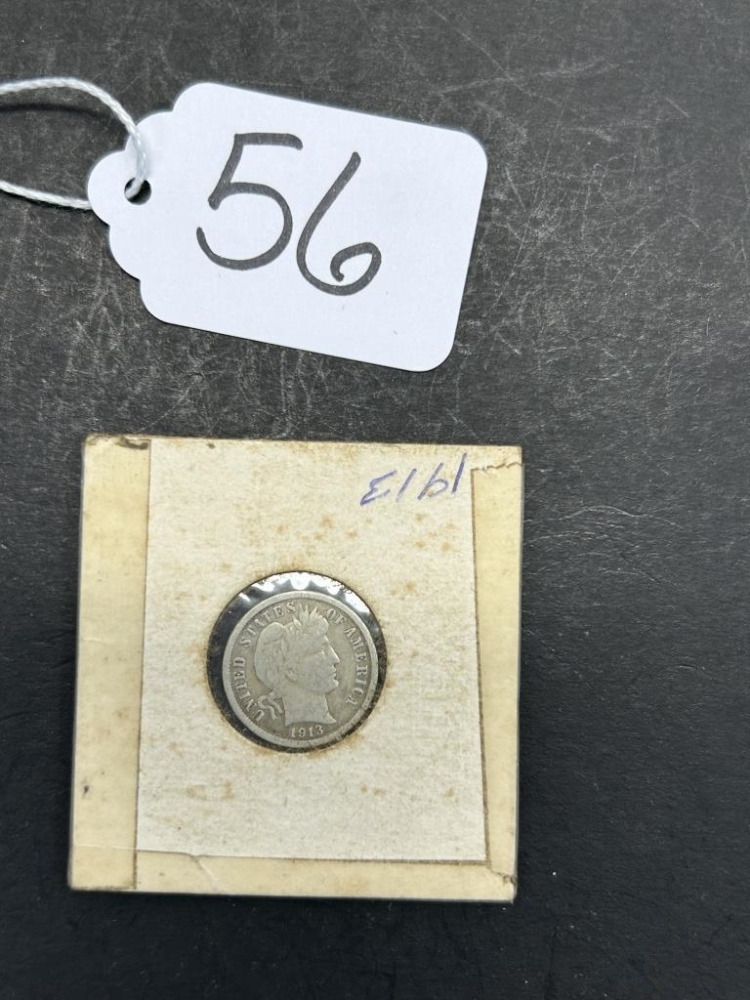 56
1913
UNITED STATES OF AMERICA
1913